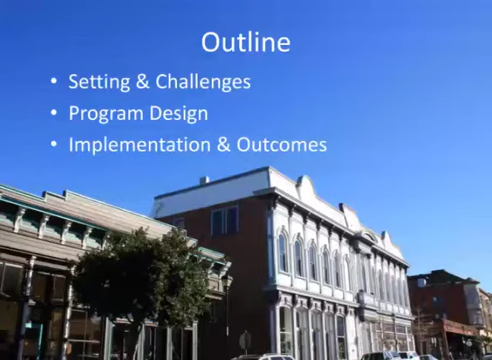 Outline
• Setting & Challenges
• Program Design
• Implementation & Outcomes